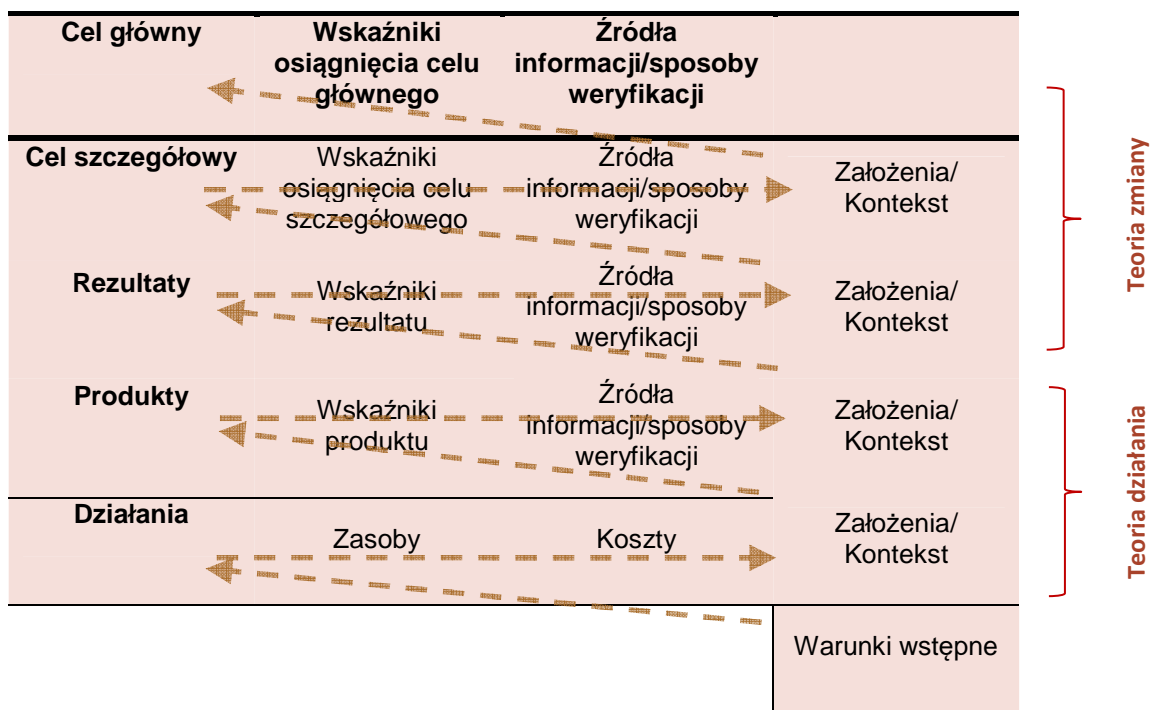 Cel główny
Wskaźniki
osiągnięcia celu
głównego
Źródła
informacji/sposoby
weryfikacji
Cel szczegółowy
Wskaźniki
osiągnięcia celu
szczegółowego
Źródła
informacji/sposoby
weryfikacji
Założenia/
Kontekst
Rezultaty
Wskaźniki
rezultatu
Źródła
informacji/sposoby
weryfikacji
Założenia/
Kontekst
Produkty
Wskaźniki
produktu
Źródła
informacji/sposoby
weryfikacji
Założenia/
Kontekst
Działania
Zasoby
Koszty
Założenia/
Kontekst
Warunki wstępne
Teoria zmiany
Teoria działania